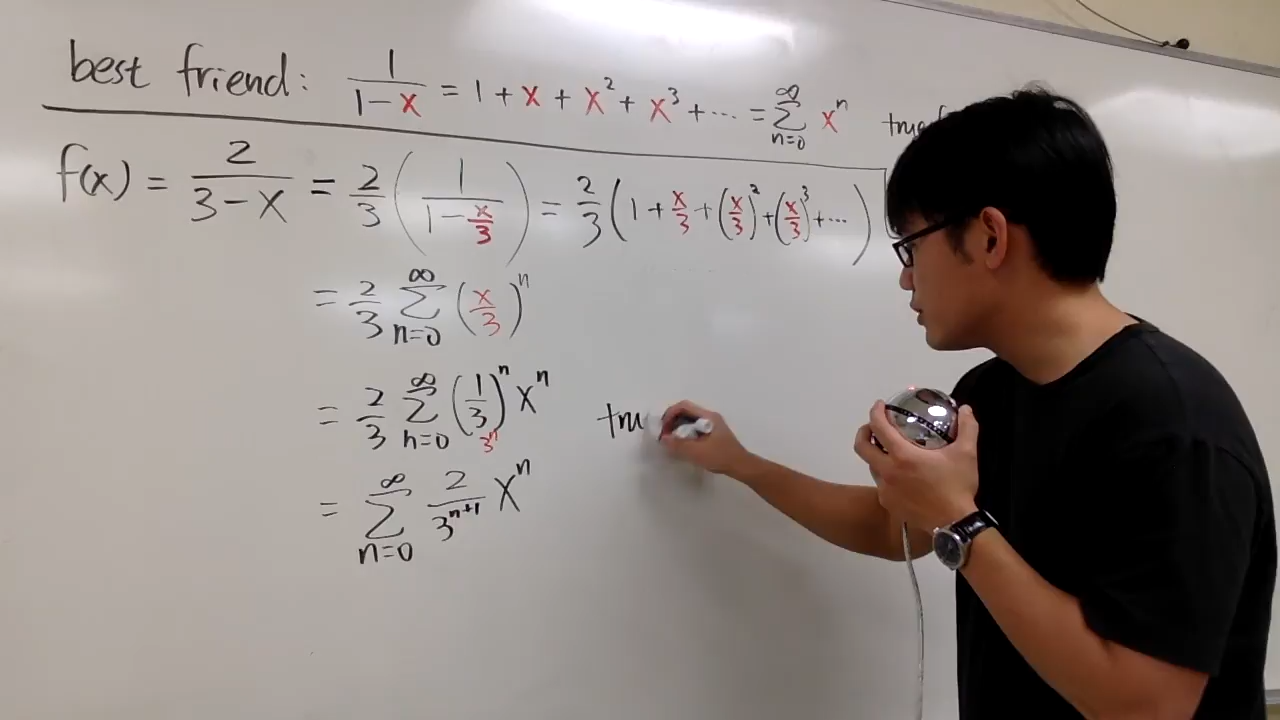 best friend: 1/(1-x) = 1 + x + x² + x³ + ... = ∑_{n=0}^{∞} xⁿ true
f(x) = 2/(3-x) = 2/3 (1/(1-x/3)) = 2/3 (1 + x/3 + (x/3)² + (x/3)³ + ...)
= 2/3 ∑_{n=0}^{∞} (x/3)ⁿ
= 2/3 ∑_{n=0}^{∞} (1/3)ⁿ xⁿ tru
3ⁿ
= ∑_{n=0}^{∞} 2/3ⁿ⁺¹ xⁿ